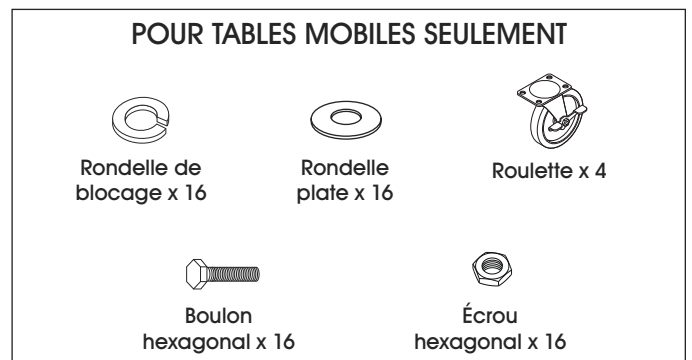 POUR TABLES MOBILES SEULEMENT
Rondelle de
blocage x 16
Rondelle
plate x 16
Roulette x 4
Boulon
hexagonal x 16
Écrou
hexagonal x 16